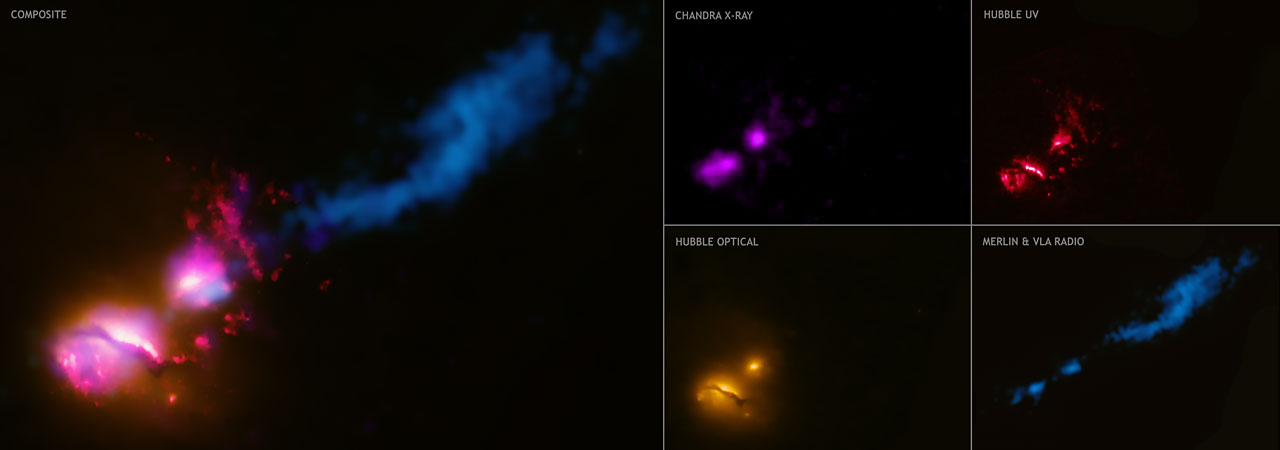 COMPOSITE
CHANDRA X-RAY
HUBBLE UV
HUBBLE OPTICAL
MERLIN & VLA RADIO